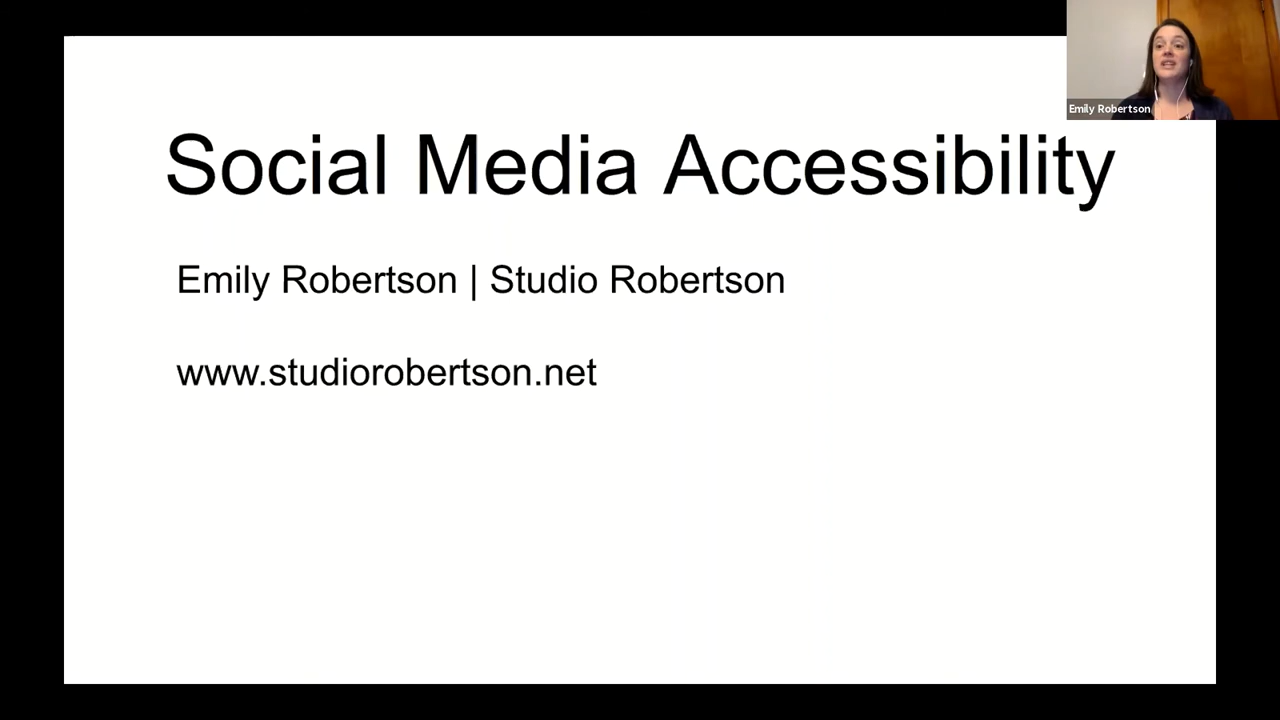 Social Media Accessibility
Emily Robertson | Studio Robertson
www.studiorobertson.net
Emily Robertson